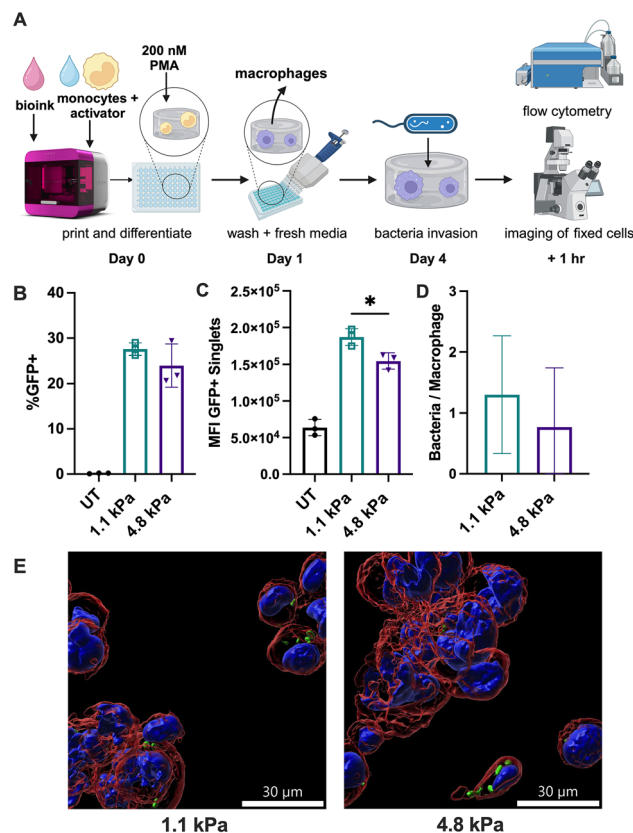 A
200 nM
PMA
bioink
monocytes +
activator
macrophages
flow cytometry
print and differentiate
wash + fresh media
bacteria invasion
imaging of fixed cells
Day 0
Day 1
Day 4
+ 1 hr
B
%GFP+
40
30
20
10
0
UT
1.1 kPa
4.8 kPa
C
MFI GFP+ Singlets
2.5×10⁵
2.0×10⁵
1.5×10⁵
1.0×10⁵
5.0×10⁴
0.0
*
UT
1.1 kPa
4.8 kPa
D
Bacteria / Macrophage
3
2
1
0
1.1 kPa
4.8 kPa
E
30 µm
30 µm
1.1 kPa
4.8 kPa